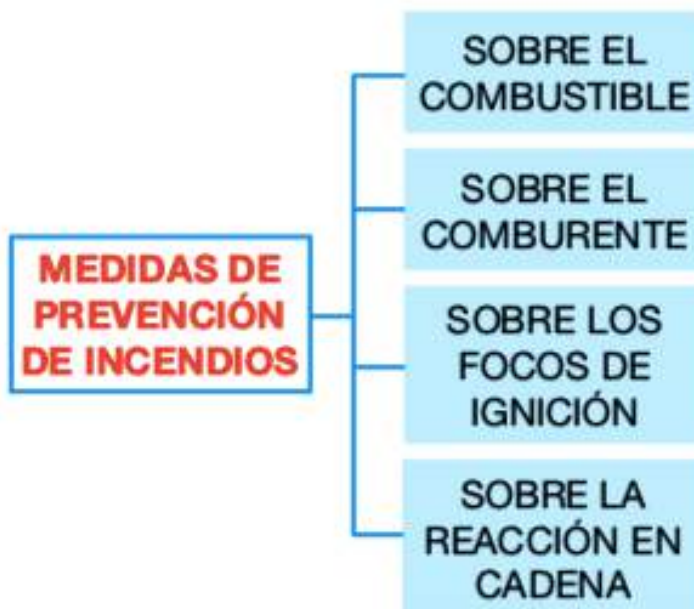 MEDIDAS DE
PREVENCIÓN
DE INCENDIOS
SOBRE EL
COMBUSTIBLE
SOBRE EL
COMBURENTE
SOBRE LOS
FOCOS DE
IGNICIÓN
SOBRE LA
REACCIÓN EN
CADENA